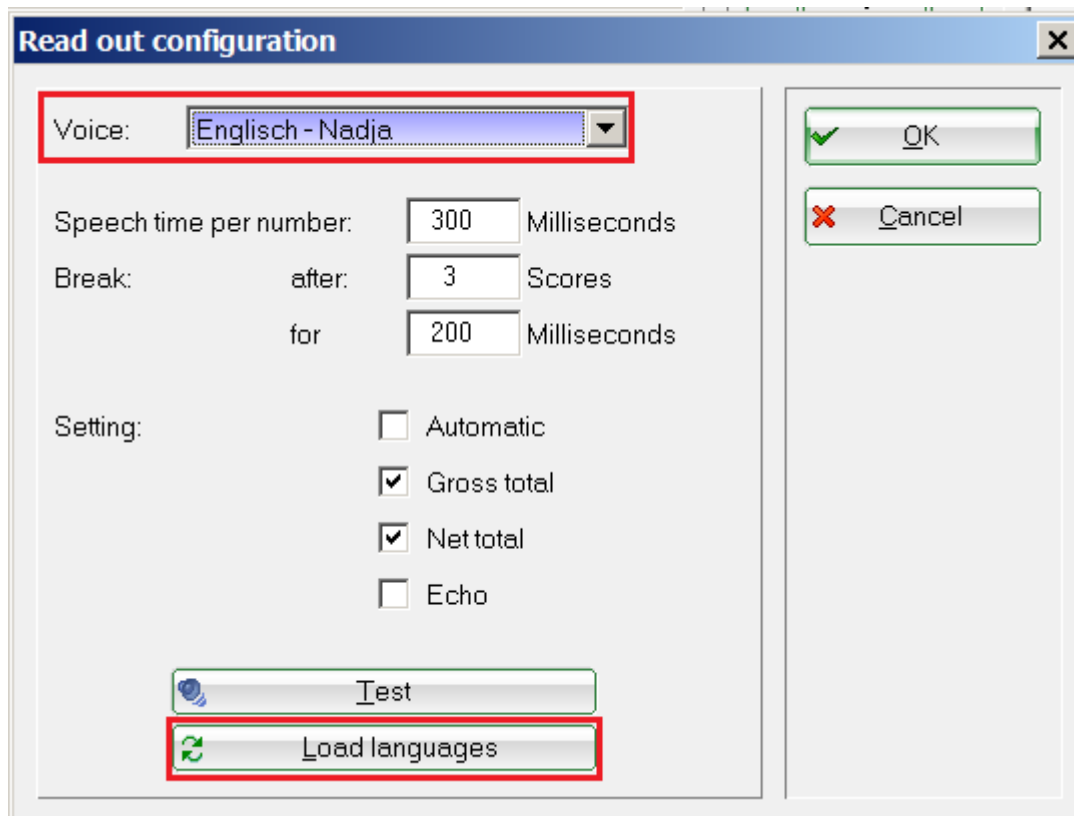 Read out configuration
Voice: Englisch - Nadja
OK
Cancel
Speech time per number: 300 Milliseconds
Break: after: 3 Scores
for 200 Milliseconds
Setting: Automatic
Gross total
Net total
Echo
Test
Load languages